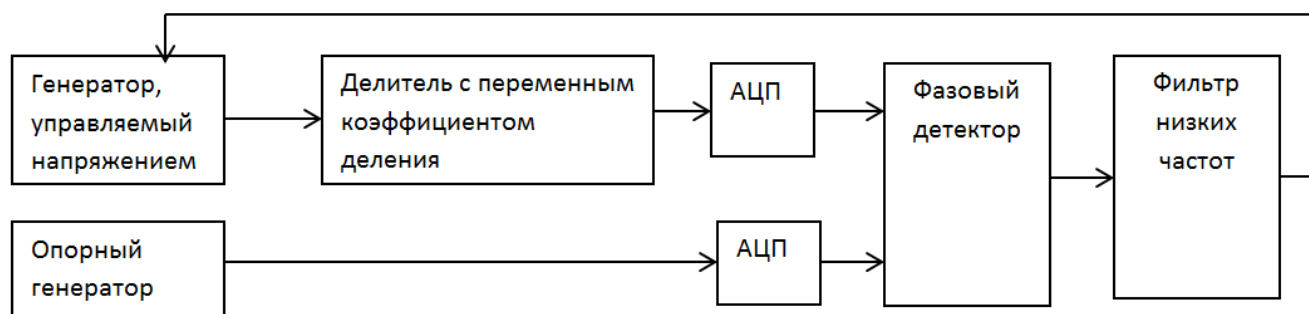 Генератор,
управляемый
напряжением
Делитель с переменным
коэффициентом
деления
АЦП
Фазовый
детектор
Фильтр
низких
частот
Опорный
генератор
АЦП